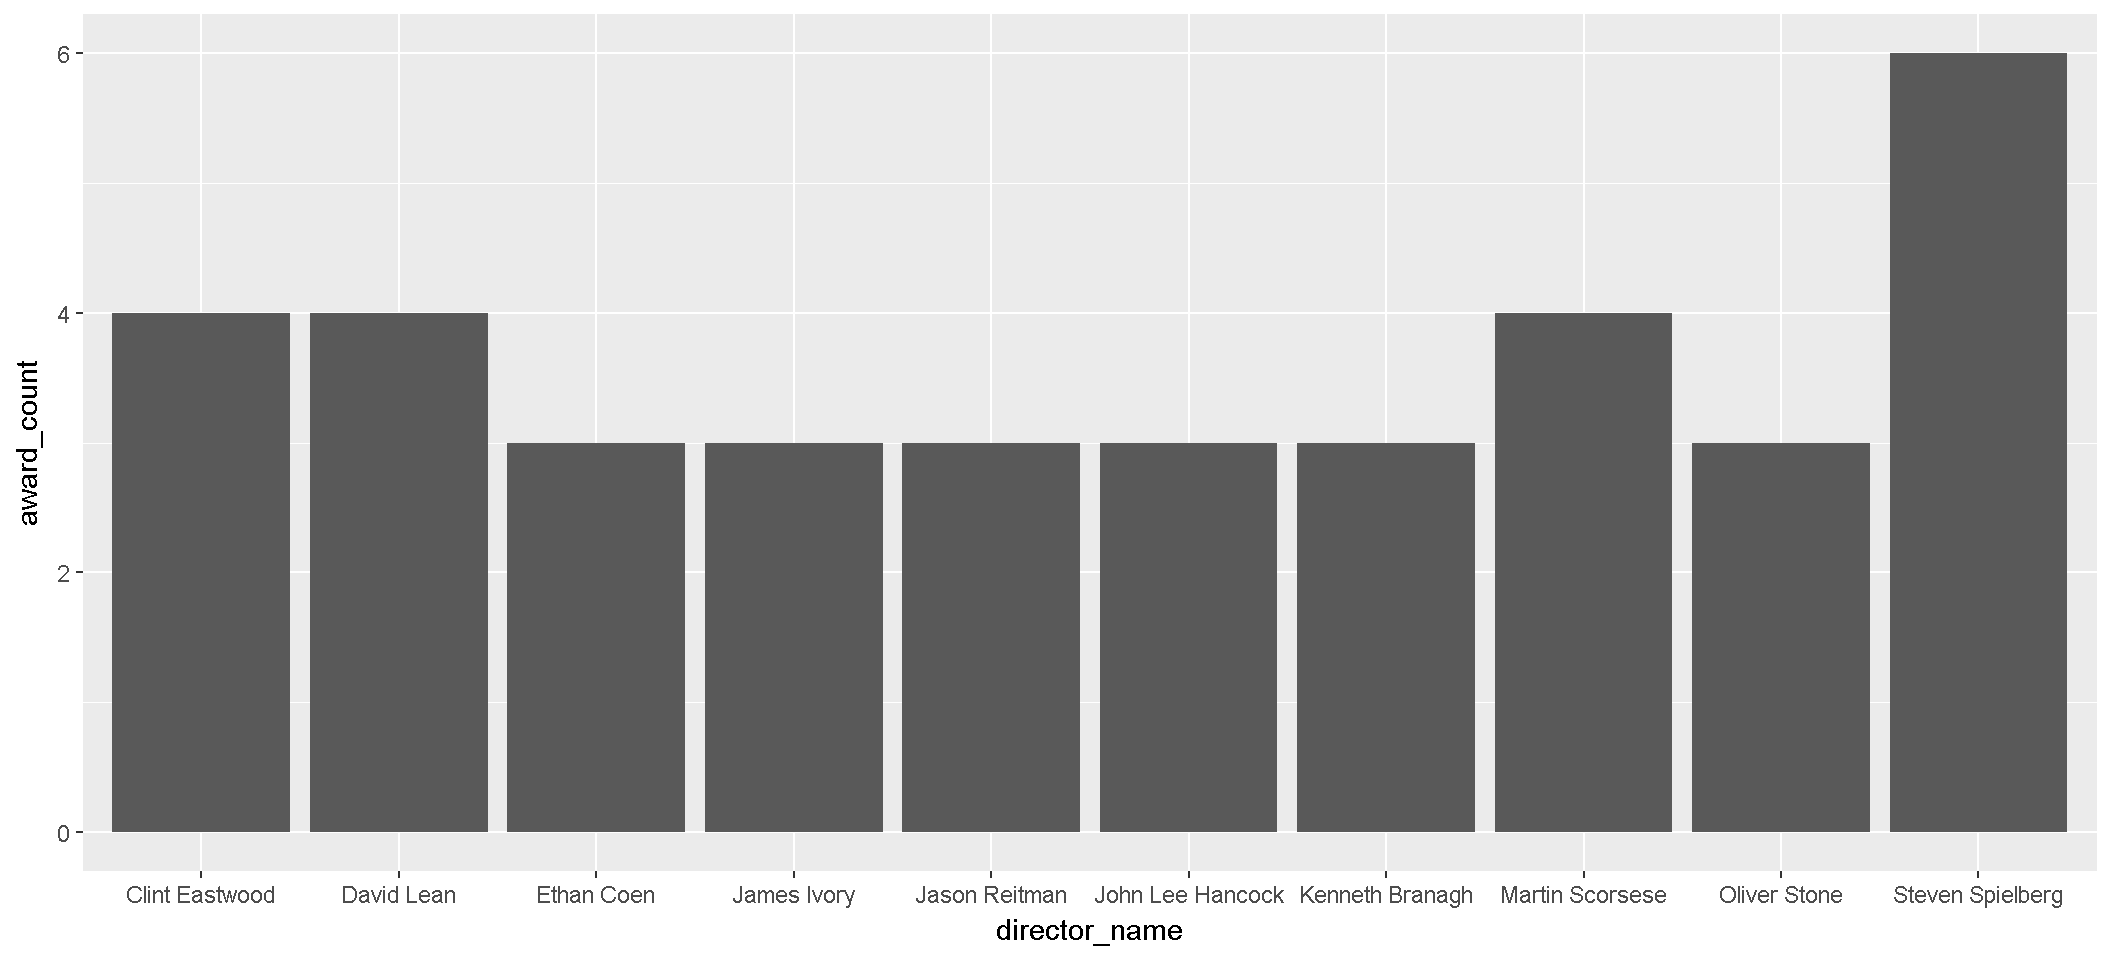 6
4
2
0
award_count
Clint Eastwood David Lean Ethan Coen James Ivory Jason Reitman John Lee Hancock Kenneth Branagh Martin Scorsese Oliver Stone Steven Spielberg
director_name